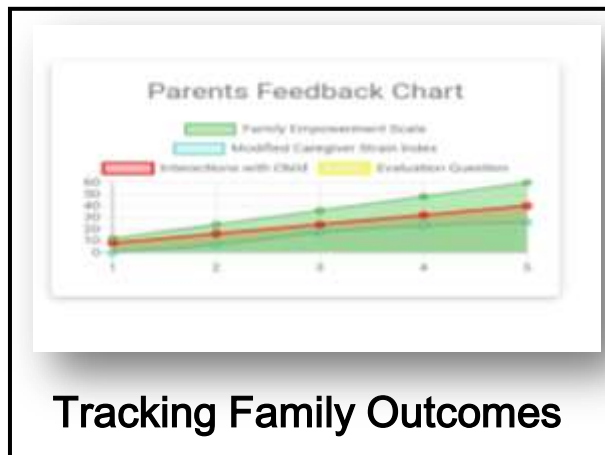 Parents Feedback Chart
Family Empowerment Scale
Modified Caregiver Strain Index
Interactions with Child Evaluation Question
60
50
40
30
20
10
0
1 2 3 4 5
Tracking Family Outcomes